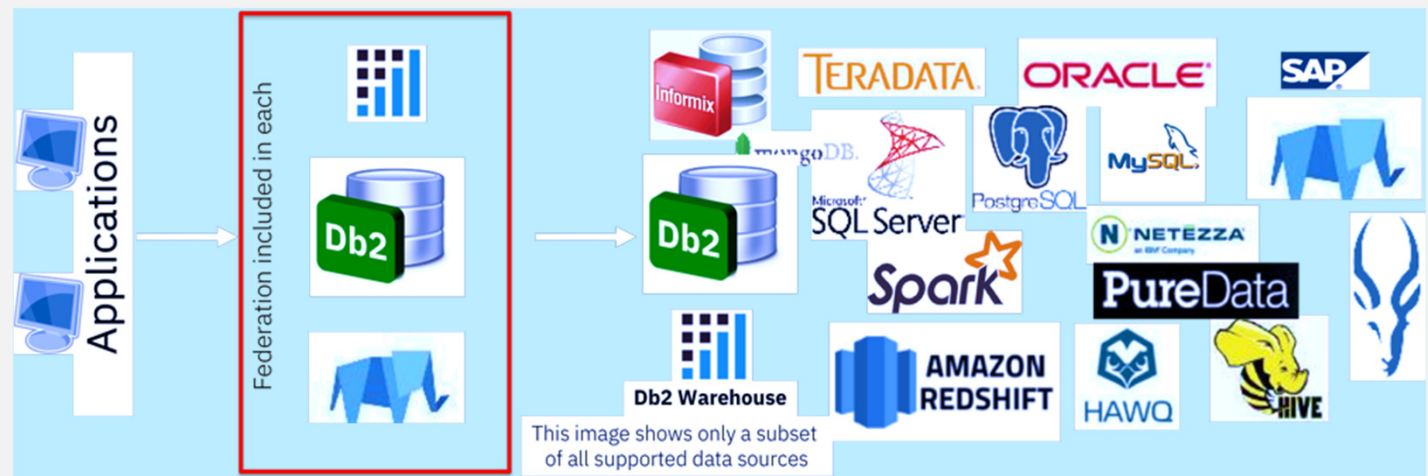 Applications
Federation included in each
Db2
Informix
mongoDB.
Db2
Db2 Warehouse
This image shows only a subset
of all supported data sources
TERADATA.
ORACLE®
SAP
Microsoft®
SQL Server
PostgreSQL
MySQL®
Spark
N NETEZZA
an IBM® Company
PureData
AMAZON
REDSHIFT
HAWQ
HIVE